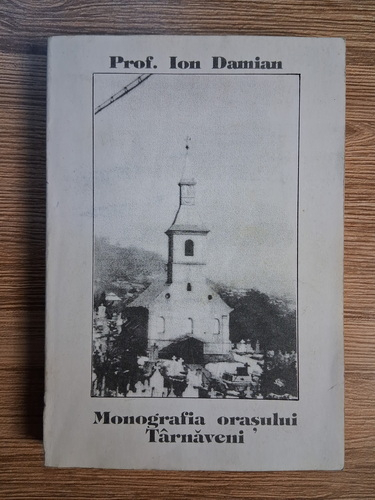 Prof. Ion Damian
Monografia orașului
Târnăveni